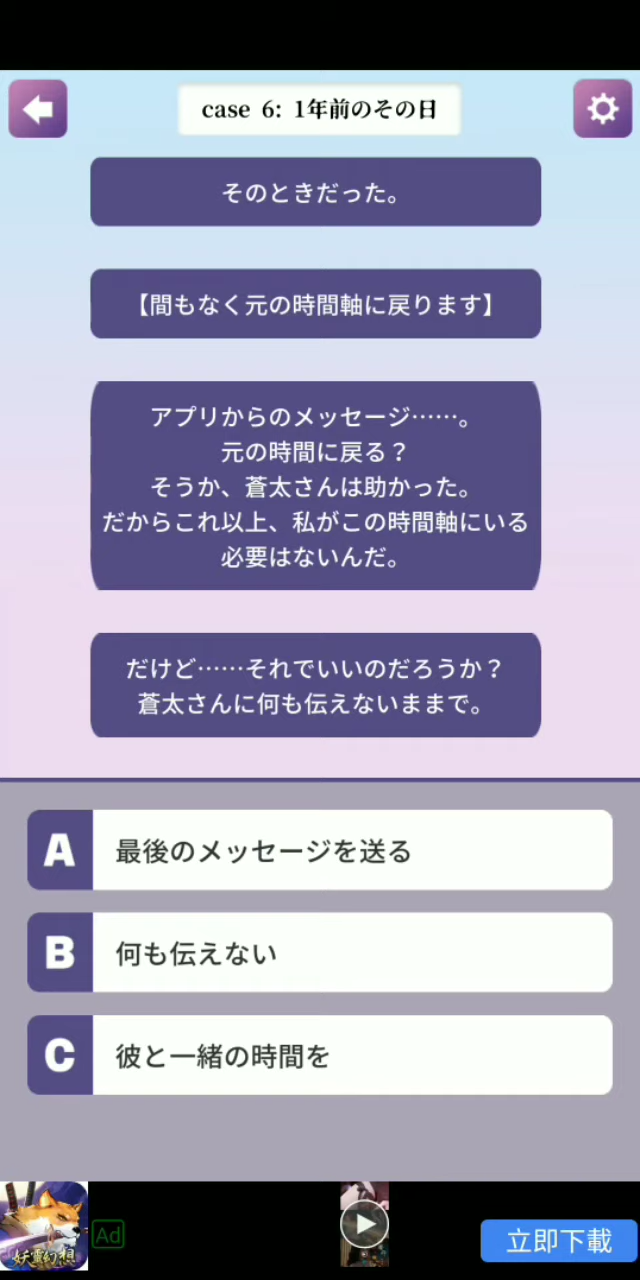 case 6: 1年前のその日
そのときだった。
【間もなく元の時間軸に戻ります】
アプリからのメッセージ……。
元の時間に戻る？
そうか、蒼太さんは助かった。
だからこれ以上、私がこの時間軸にいる
必要はないんだ。
だけど……それでいいのだろうか？
蒼太さんに何も伝えないままで。
A 最後のメッセージを送る
B 何も伝えない
C 彼と一緒の時間を
妖靈幻想
Ad
立即下載